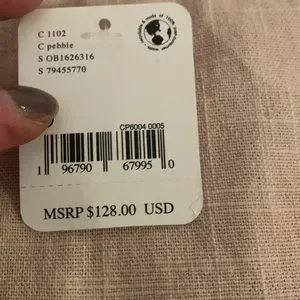 C 1102
C pebble
S OB1626316
S 79455770
CP6004 0005
1 96790 67995 0
MSRP $128.00 USD